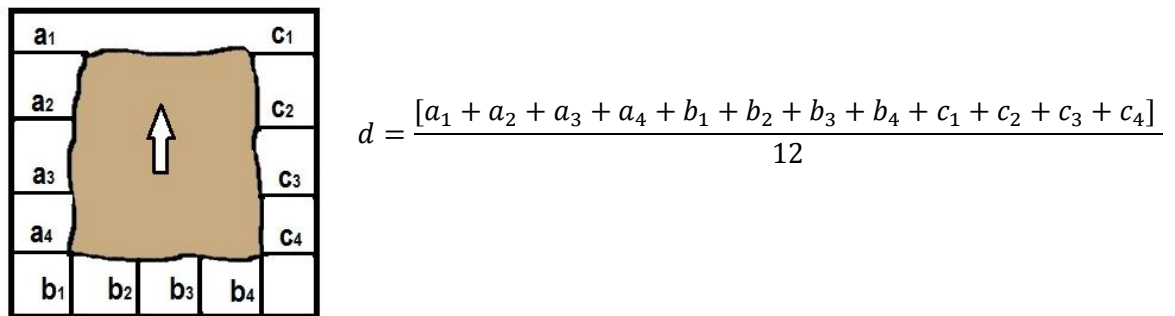 a₁ c₁
a₂ c₂
a₃ c₃
a₄ c₄
b₁ b₂ b₃ b₄
d = [a₁ + a₂ + a₃ + a₄ + b₁ + b₂ + b₃ + b₄ + c₁ + c₂ + c₃ + c₄]
12